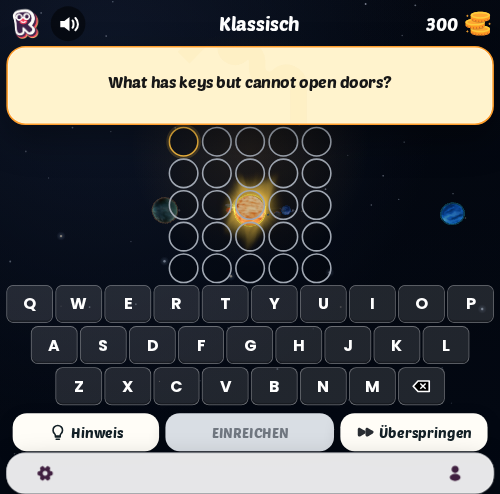 Klassisch
300
What has keys but cannot open doors?
Q W E R T Y U I O P
A S D F G H J K L
Z X C V B N M
Hinweis EINREICHEN Überspringen